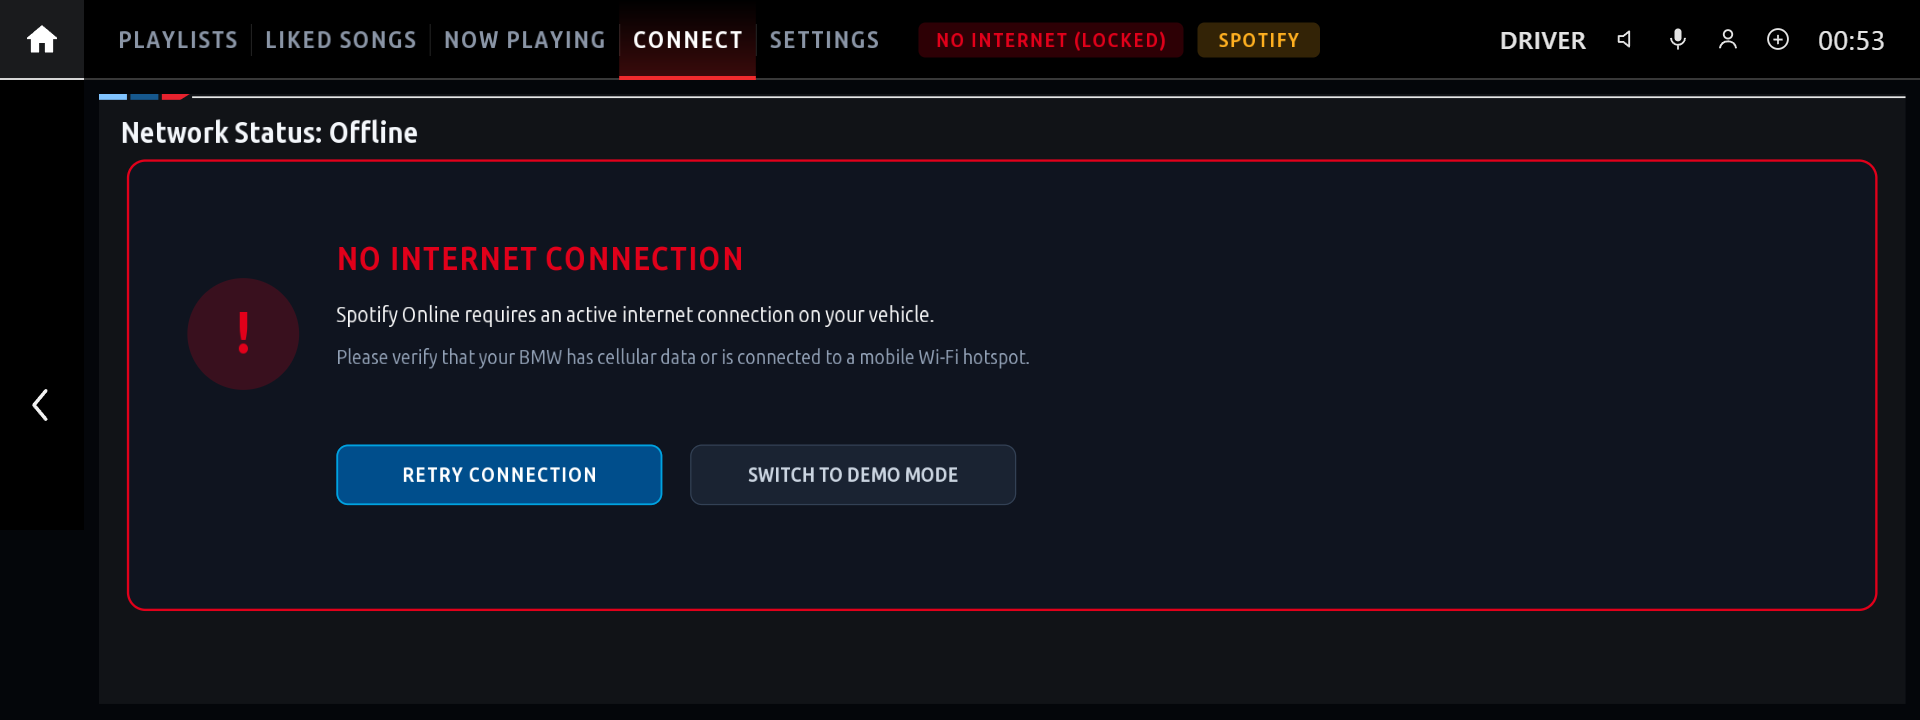 PLAYLISTS LIKED SONGS NOW PLAYING CONNECT SETTINGS NO INTERNET (LOCKED) SPOTIFY DRIVER 00:53
Network Status: Offline
NO INTERNET CONNECTION
!
Spotify Online requires an active internet connection on your vehicle.
Please verify that your BMW has cellular data or is connected to a mobile Wi-Fi hotspot.
RETRY CONNECTION SWITCH TO DEMO MODE